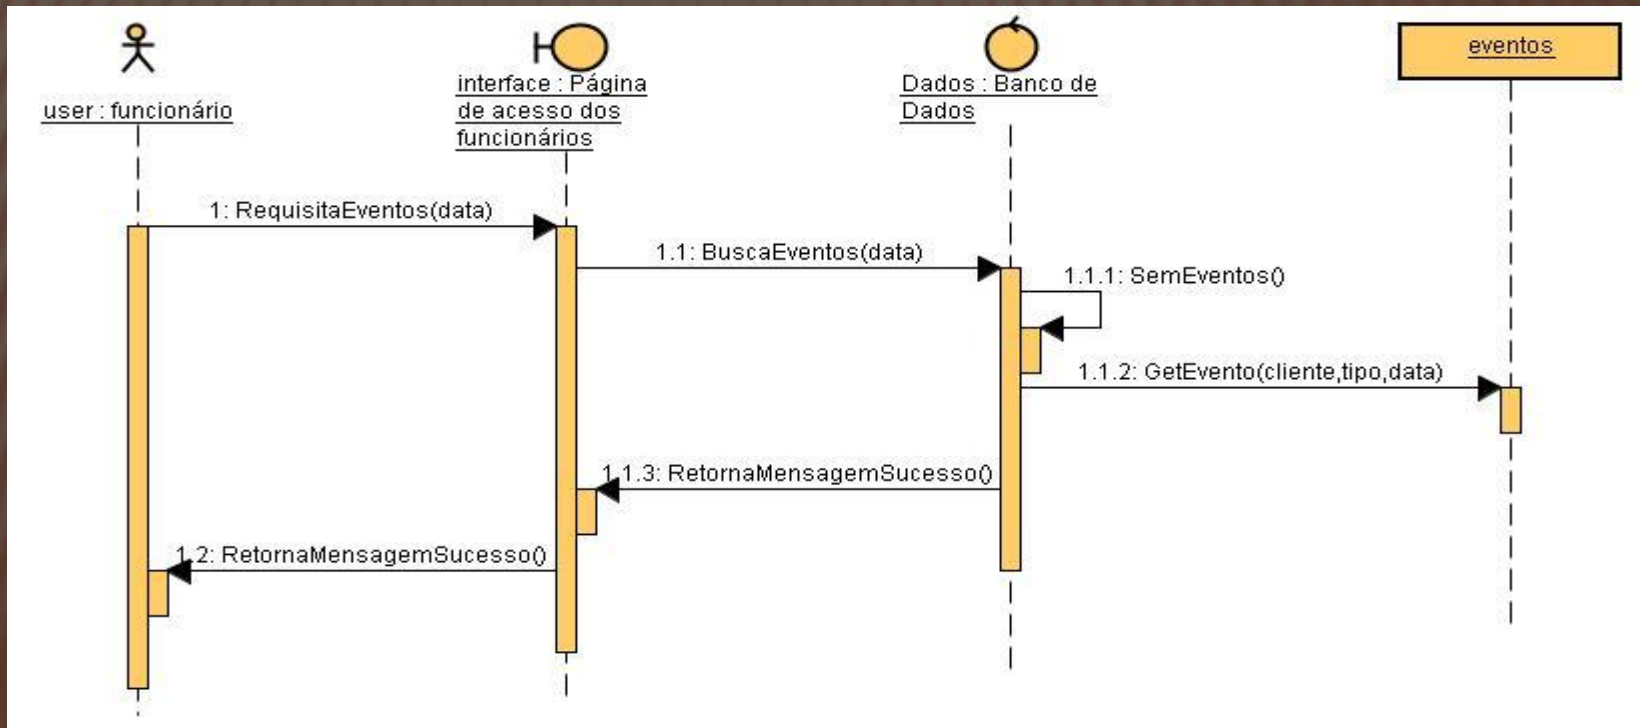 user : funcionário
interface : Página
de acesso dos
funcionários
Dados : Banco de
Dados
eventos
1: RequisitaEventos(data)
1.1: BuscaEventos(data)
1.1.1: SemEventos()
1.1.2: GetEvento(cliente,tipo,data)
1.1.3: RetornaMensagemSucesso()
1.2: RetornaMensagemSucesso()